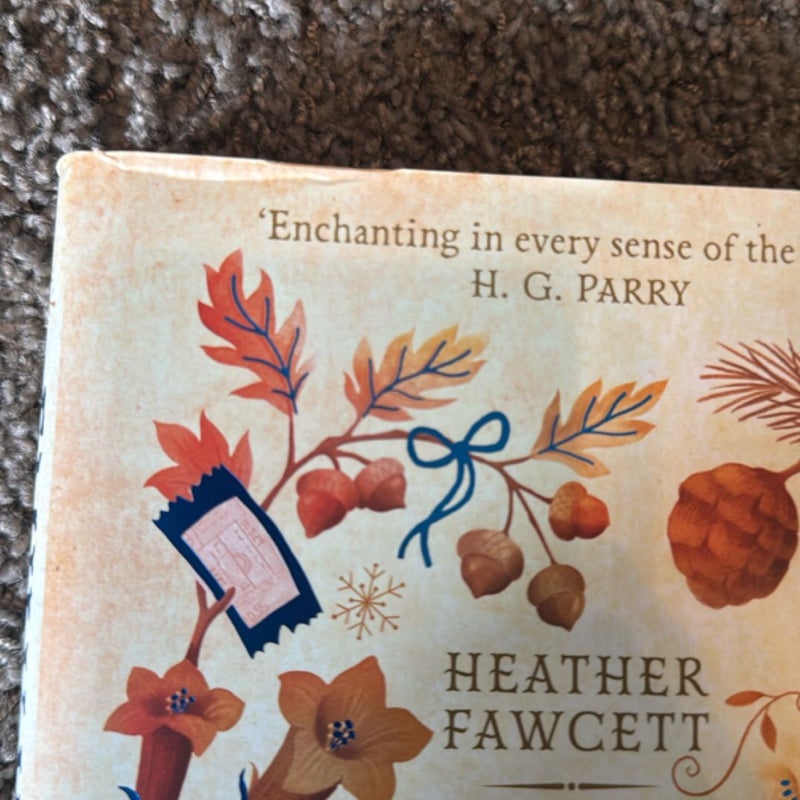 ‘Enchanting in every sense of the
H. G. PARRY
HEATHER
FAWCETT